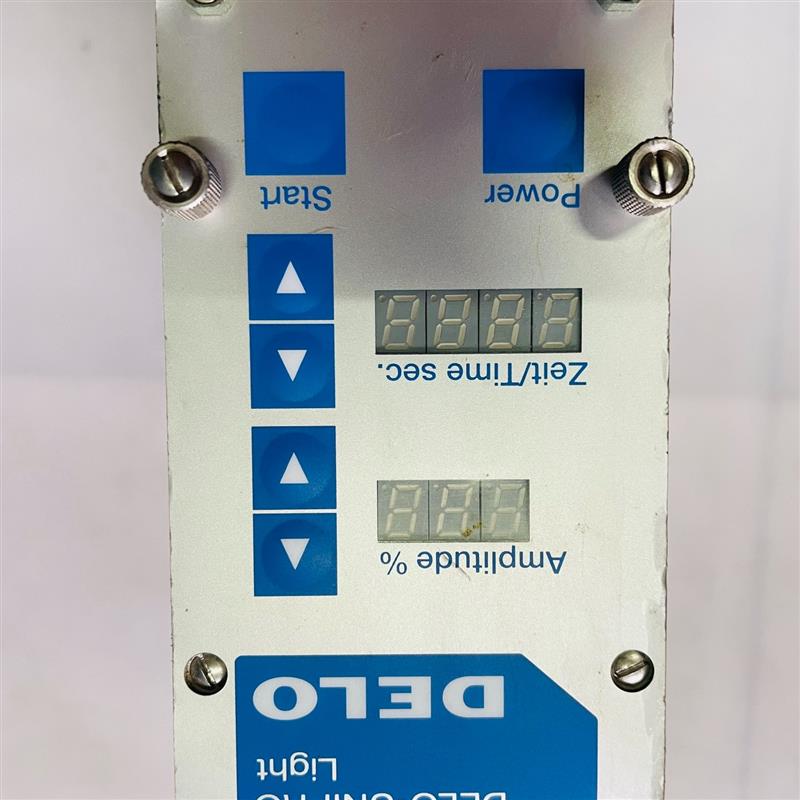 Light
DELO
Amplitude %
Zeit/Time sec.
Power Start